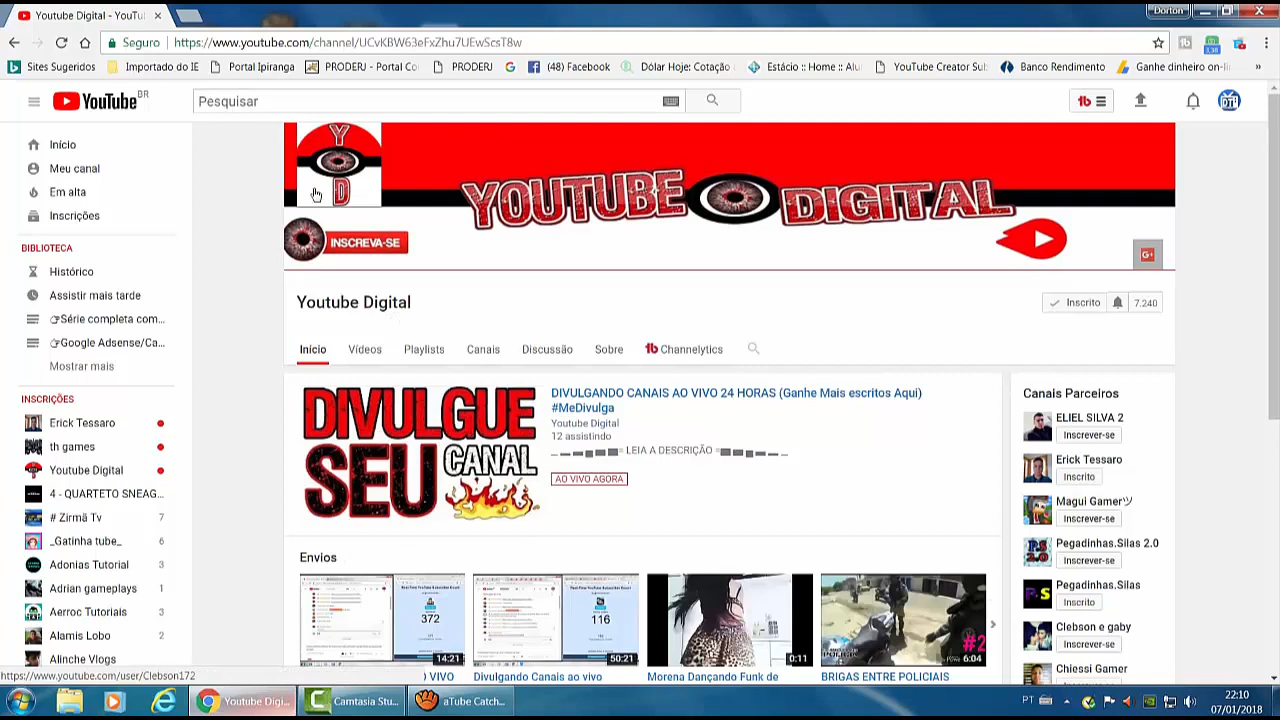 Youtube Digital - YouTu
Dorton
Seguro
https://www.youtube.com/channel/UCvKBW63eFxZhu7UEwScsT8w
Sites Sugeridos
Importado do IE
Portal Ipiranga
PRODERJ - Portal Co
PRODERJ
(48) Facebook
Dólar Hoje: Cotação
Estácio :: Home :: Alu
YouTube Creator Sub
Banco Rendimento
Ganhe dinheiro on-li
YouTube BR
Pesquisar
Início
Meu canal
Em alta
Inscrições
BIBLIOTECA
Histórico
Assistir mais tarde
Série completa com...
Google Adsense/Ca...
Mostrar mais
INSCRIÇÕES
Erick Tessaro
th games
Youtube Digital
4 - QUARTETO SNEAG...
# Zirmã Tv 7
_Gatinha tube_ 6
Adonias Tutorial 3
Adrian gameplays 1
Aerroc Tutoriais 3
Alamis Lobo 2
Alinche Vlogs
https://www.youtube.com/user/Clebson172
Y
D
YOUTUBE DIGITAL
INSCREVA-SE
G+
Youtube Digital
Inscrito 7.240
Início
Vídeos
Playlists
Canais
Discussão
Sobre
Channelytics
DIVULGUE
SEU CANAL
DIVULGANDO CANAIS AO VIVO 24 HORAS (Ganhe Mais escritos Aqui)
#MeDivulga
Youtube Digital
12 assistindo
LEIA A DESCRIÇÃO
AO VIVO AGORA
Envios
372
14:21
116
50:21
0:11
#2
6:04
VIVO
Divulgando Canais ao vivo
Morena Dançando Funk de
BRIGAS ENTRE POLICIAIS
Canais Parceiros
ELIEL SILVA 2
Inscrever-se
Erick Tessaro
Inscrito
Magui Gamerツ
Inscrever-se
Pegadinhas.Silas 2.0
Inscrever-se
Pegadinhas.Silas
Inscrito
Clebson e gaby
Inscrever-se
Chiessi Gamer
Youtube Digi...
Camtasia Stu...
aTube Catch...
PT
22:10
07/01/2018